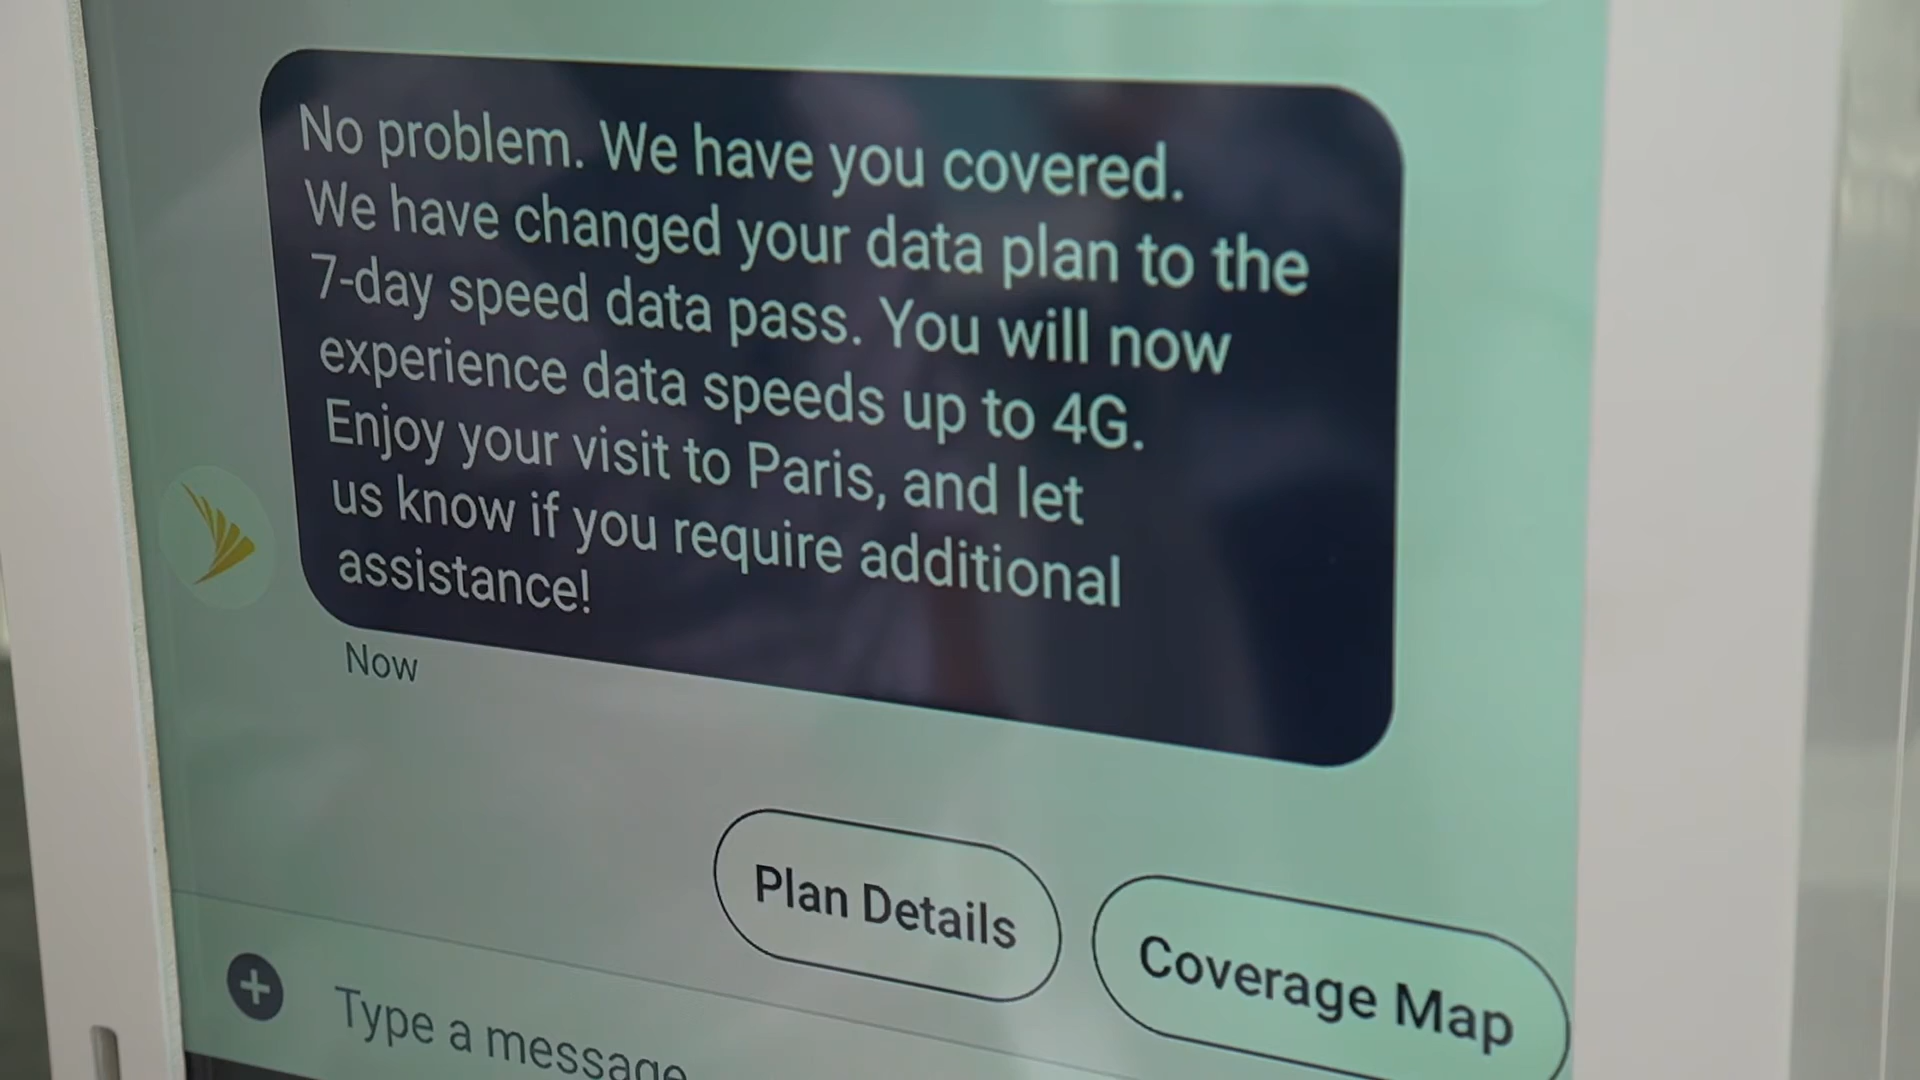 No problem. We have you covered.
We have changed your data plan to the
7-day speed data pass. You will now
experience data speeds up to 4G.
Enjoy your visit to Paris, and let
us know if you require additional
assistance!
Now
Plan Details
Coverage Map
Type a message